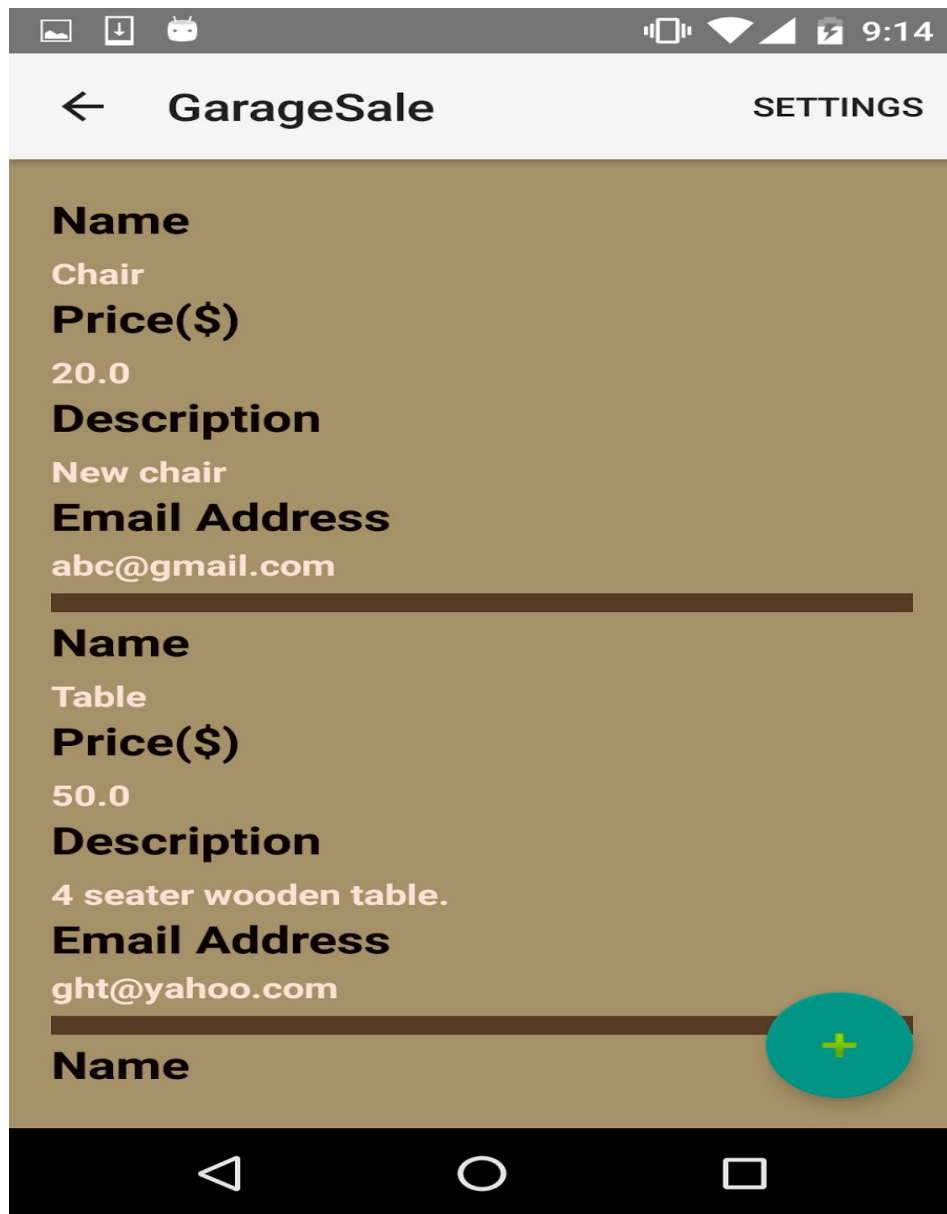 9:14
GarageSale SETTINGS
Name
Chair
Price($)
20.0
Description
New chair
Email Address
abc@gmail.com
Name
Table
Price($)
50.0
Description
4 seater wooden table.
Email Address
ght@yahoo.com
Name
+